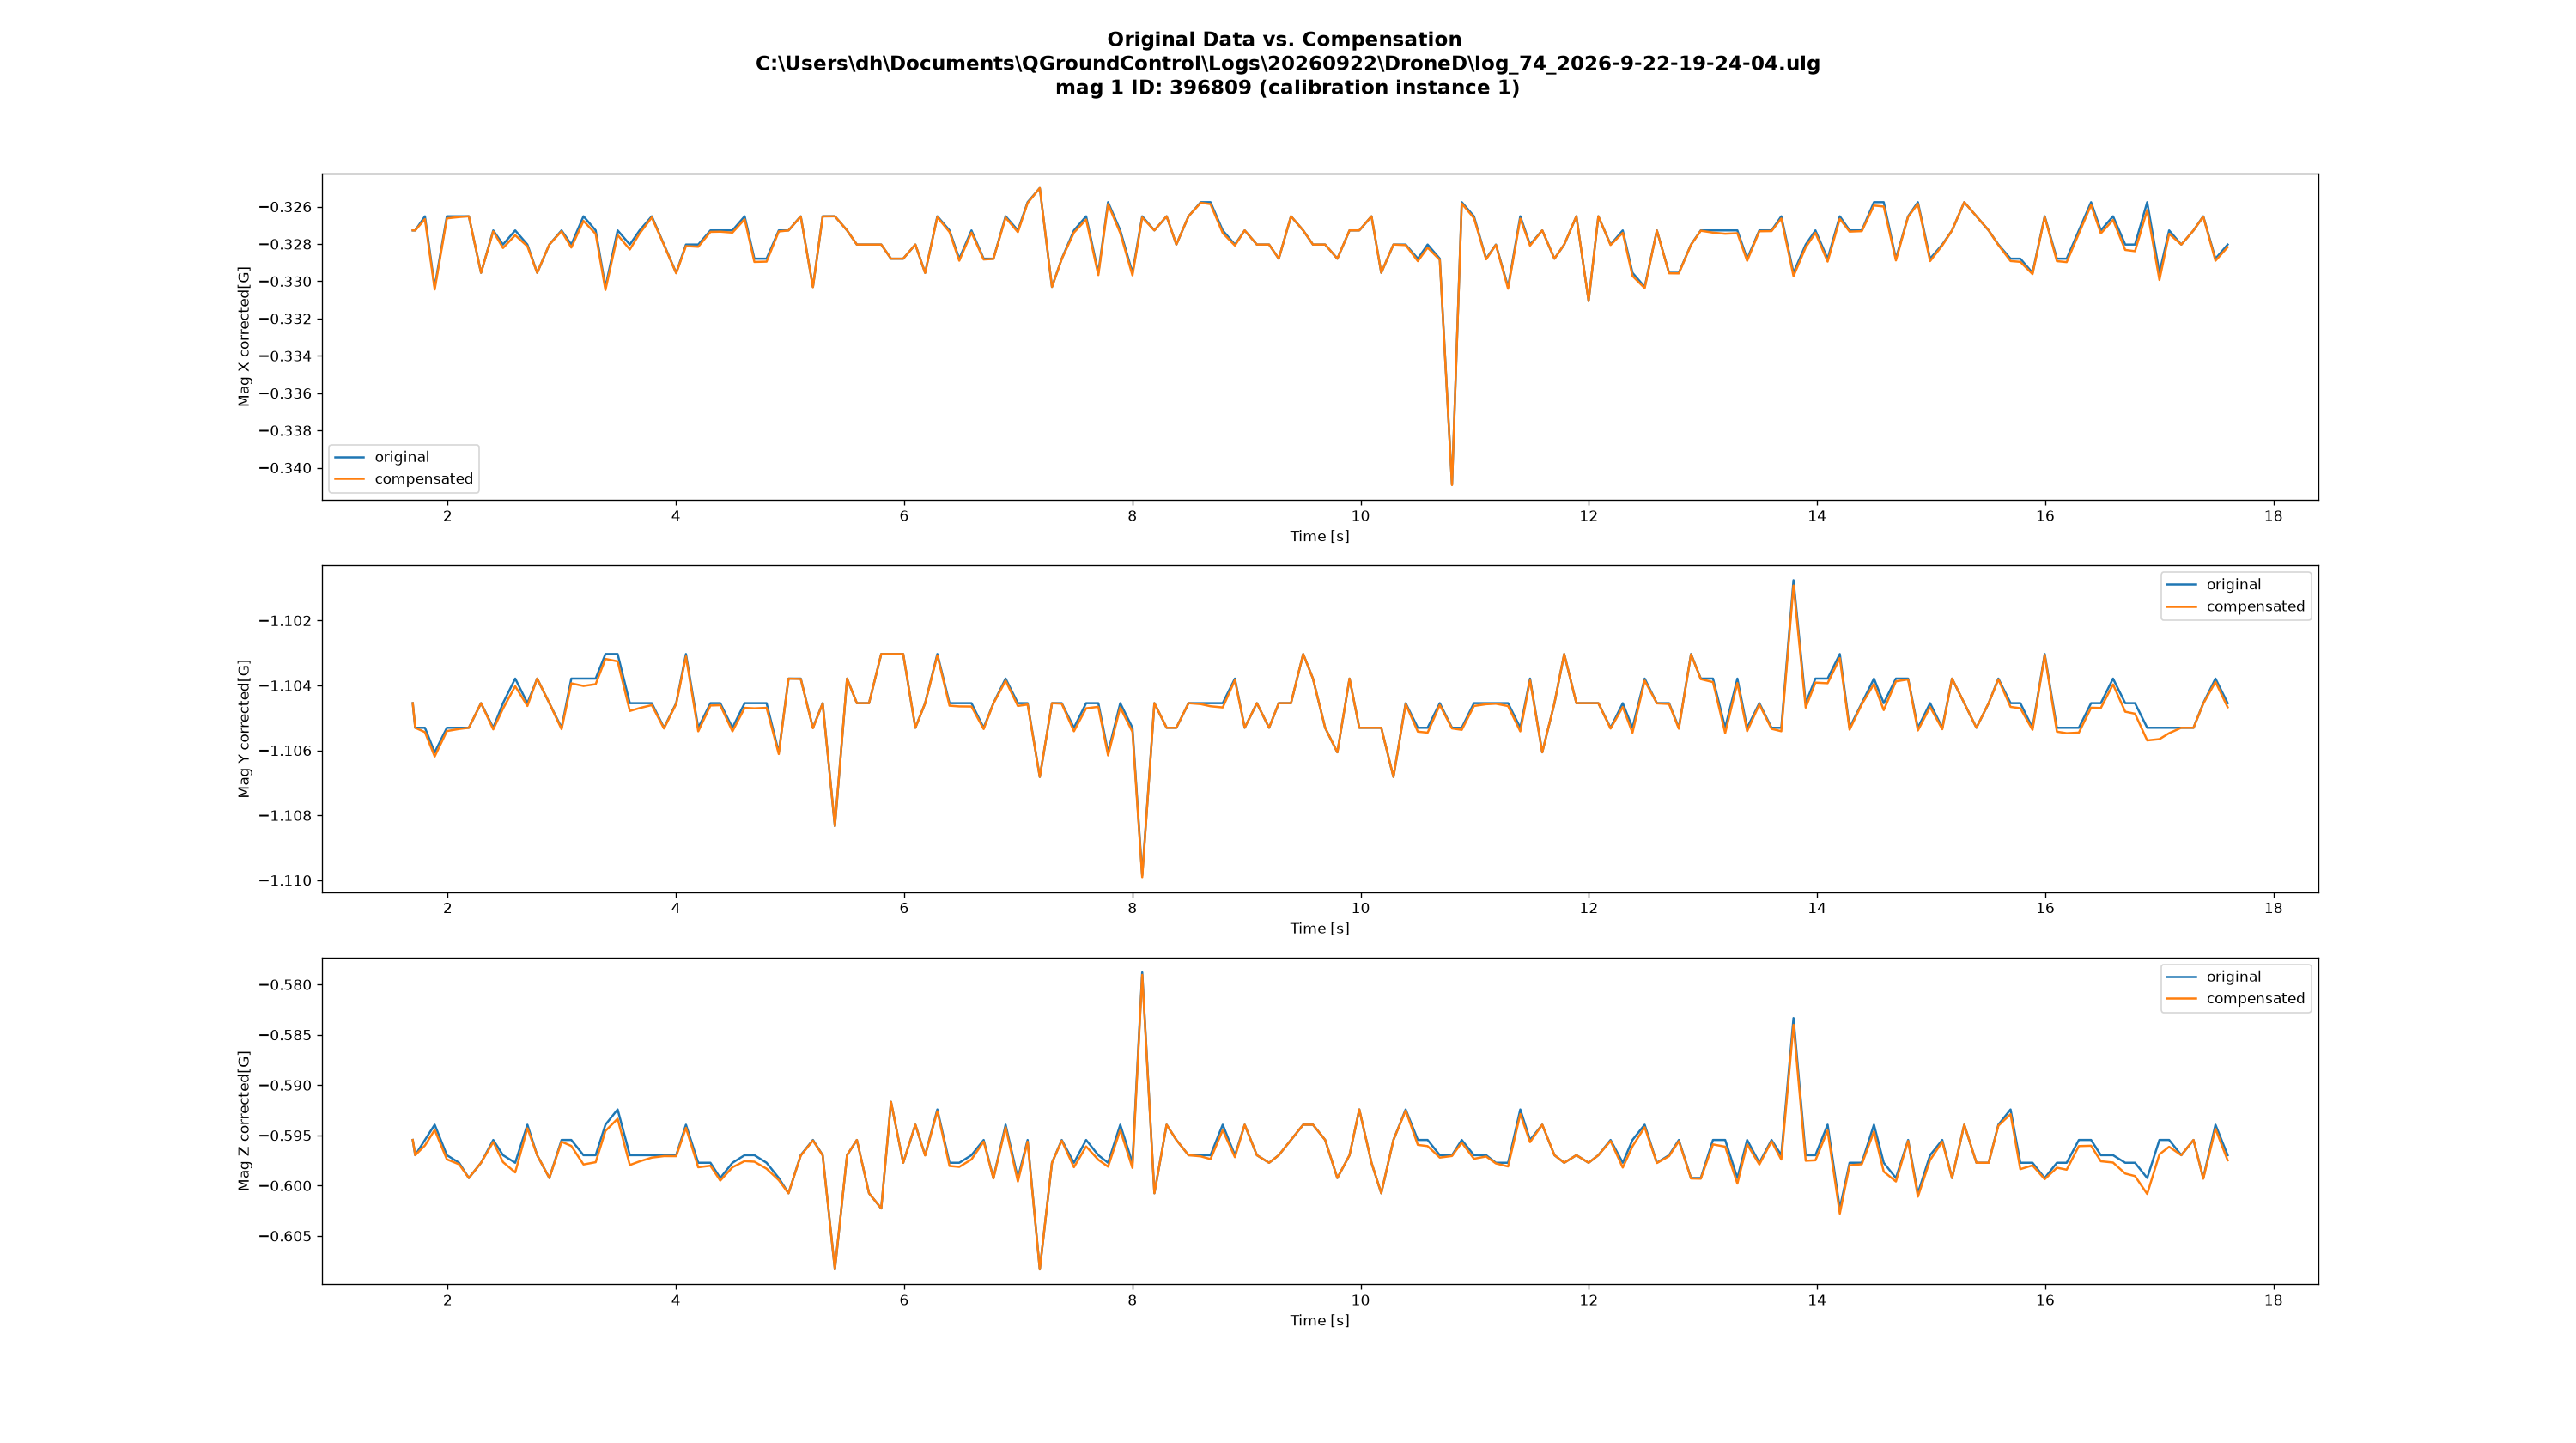 Original Data vs. Compensation
C:\Users\dh\Documents\QGroundControl\Logs\20260922\DroneD\log_74_2026-9-22-19-24-04.ulg
mag 1 ID: 396809 (calibration instance 1)
Mag X corrected[G]
−0.326
−0.328
−0.330
−0.332
−0.334
−0.336
−0.338
−0.340
original
compensated
2 4 6 8 10 12 14 16 18
Time [s]
Mag Y corrected[G]
−1.102
−1.104
−1.106
−1.108
−1.110
original
compensated
2 4 6 8 10 12 14 16 18
Time [s]
Mag Z corrected[G]
−0.580
−0.585
−0.590
−0.595
−0.600
−0.605
original
compensated
2 4 6 8 10 12 14 16 18
Time [s]